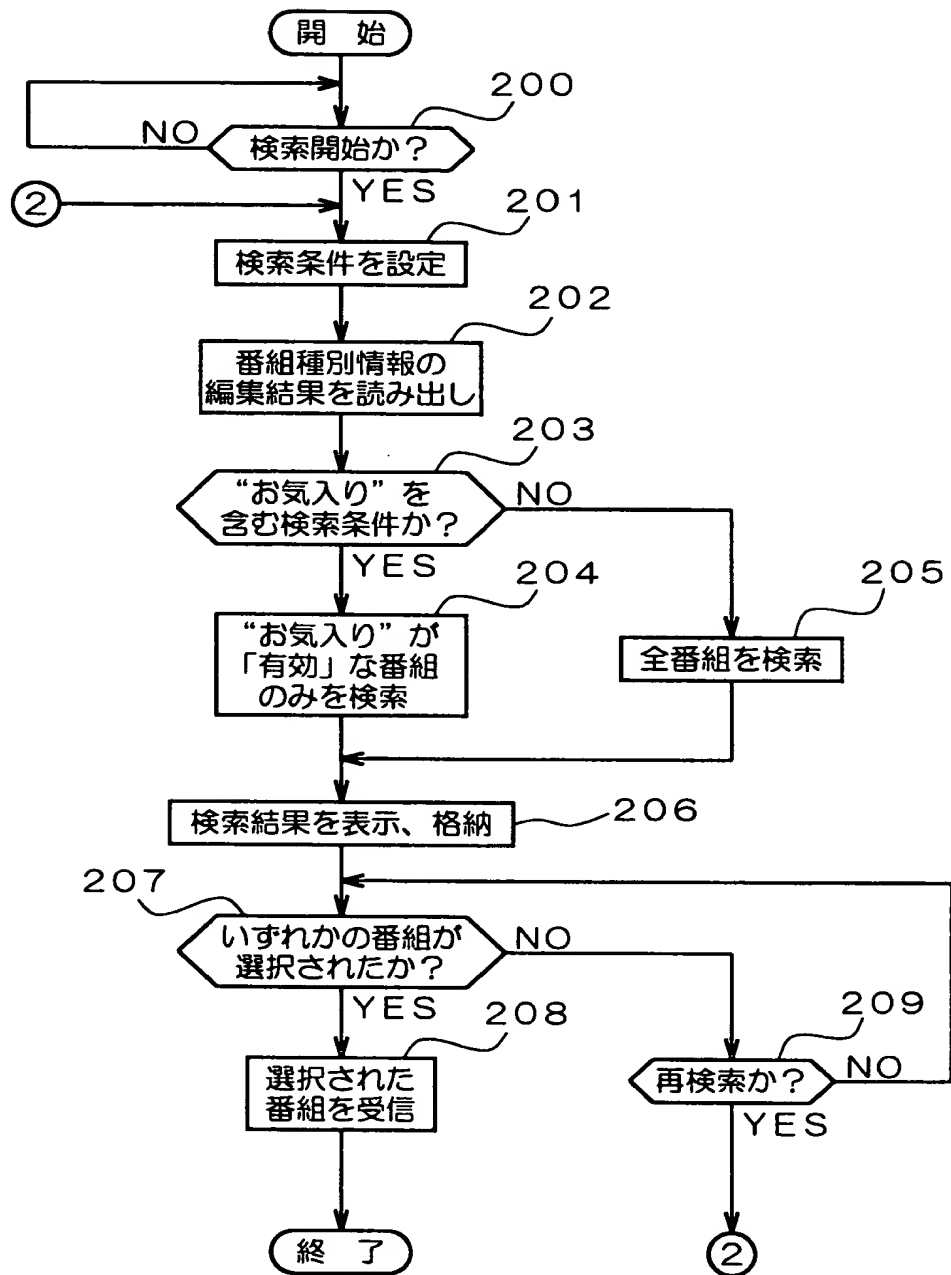 開 始
200
NO
検索開始か？
YES
②
201
検索条件を設定
202
番組種別情報の
編集結果を読み出し
203
“お気入り”を
含む検索条件か？
NO
YES
204
“お気入り”が
「有効」な番組
のみを検索
205
全番組を検索
検索結果を表示、格納
206
207
いずれかの番組が
選択されたか？
NO
YES
208
選択された
番組を受信
209
再検索か？
NO
YES
終 了
②